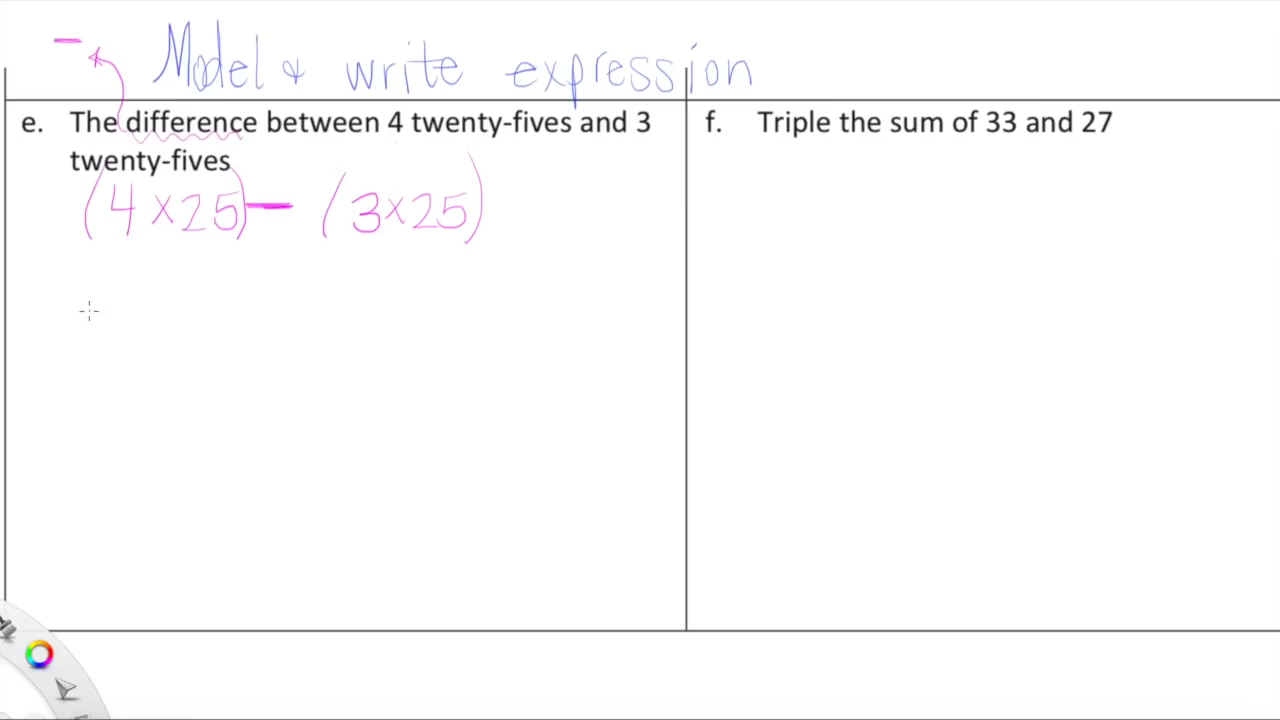 – Model & write expression
e. The difference between 4 twenty-fives and 3
twenty-fives
(4 × 25) – (3 × 25)
f. Triple the sum of 33 and 27